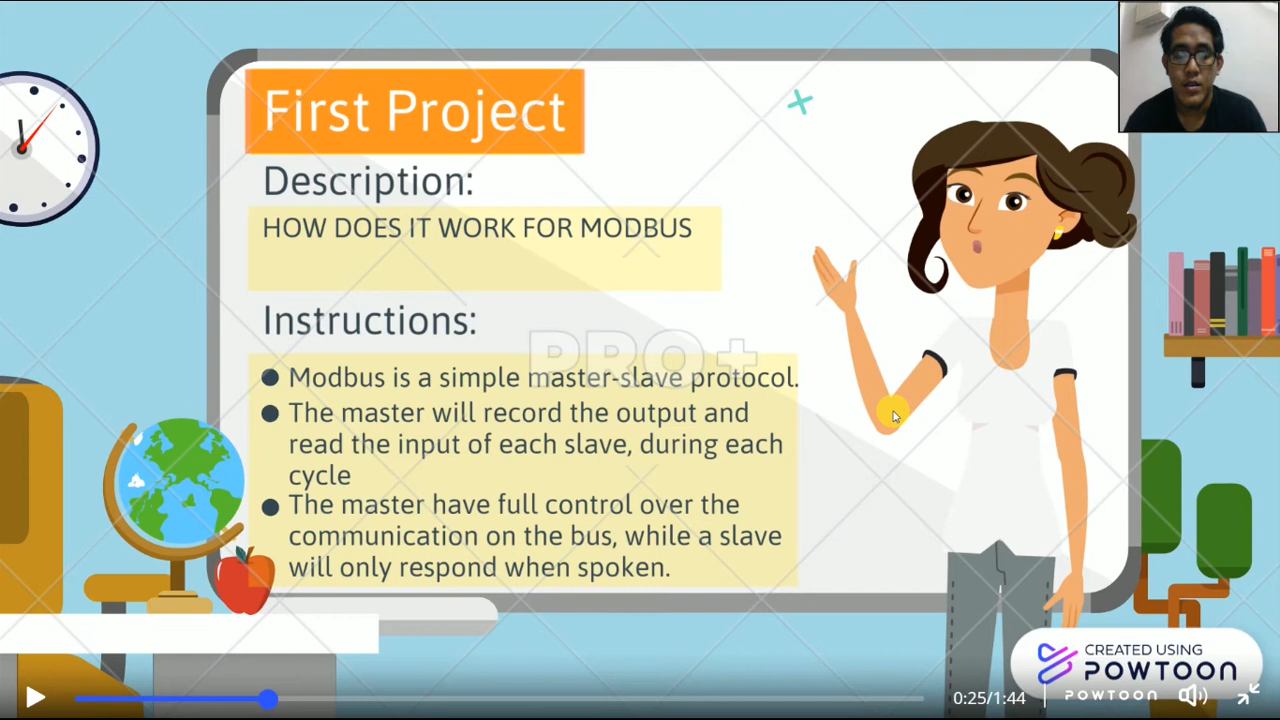 First Project
Description:
HOW DOES IT WORK FOR MODBUS
Instructions:
Modbus is a simple master-slave protocol.
The master will record the output and
read the input of each slave, during each
cycle
The master have full control over the
communication on the bus, while a slave
will only respond when spoken.
PRO+
CREATED USING
POWTOON
0:25/1:44
POWTOON